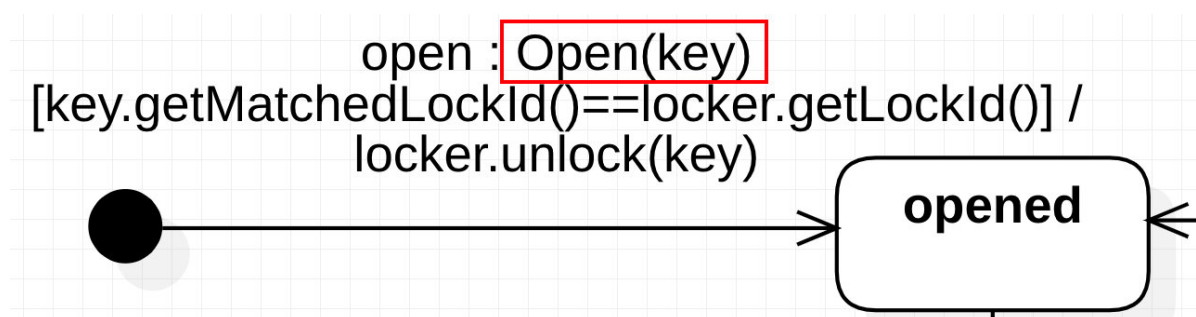 open : Open(key)
[key.getMatchedLockId()==locker.getLockId()] /
locker.unlock(key)
opened